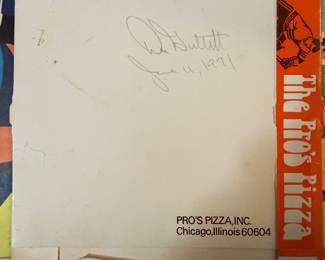 June 11, 1971
PRO'S PIZZA, INC.
Chicago, Illinois 60604
The Pro's Pizza